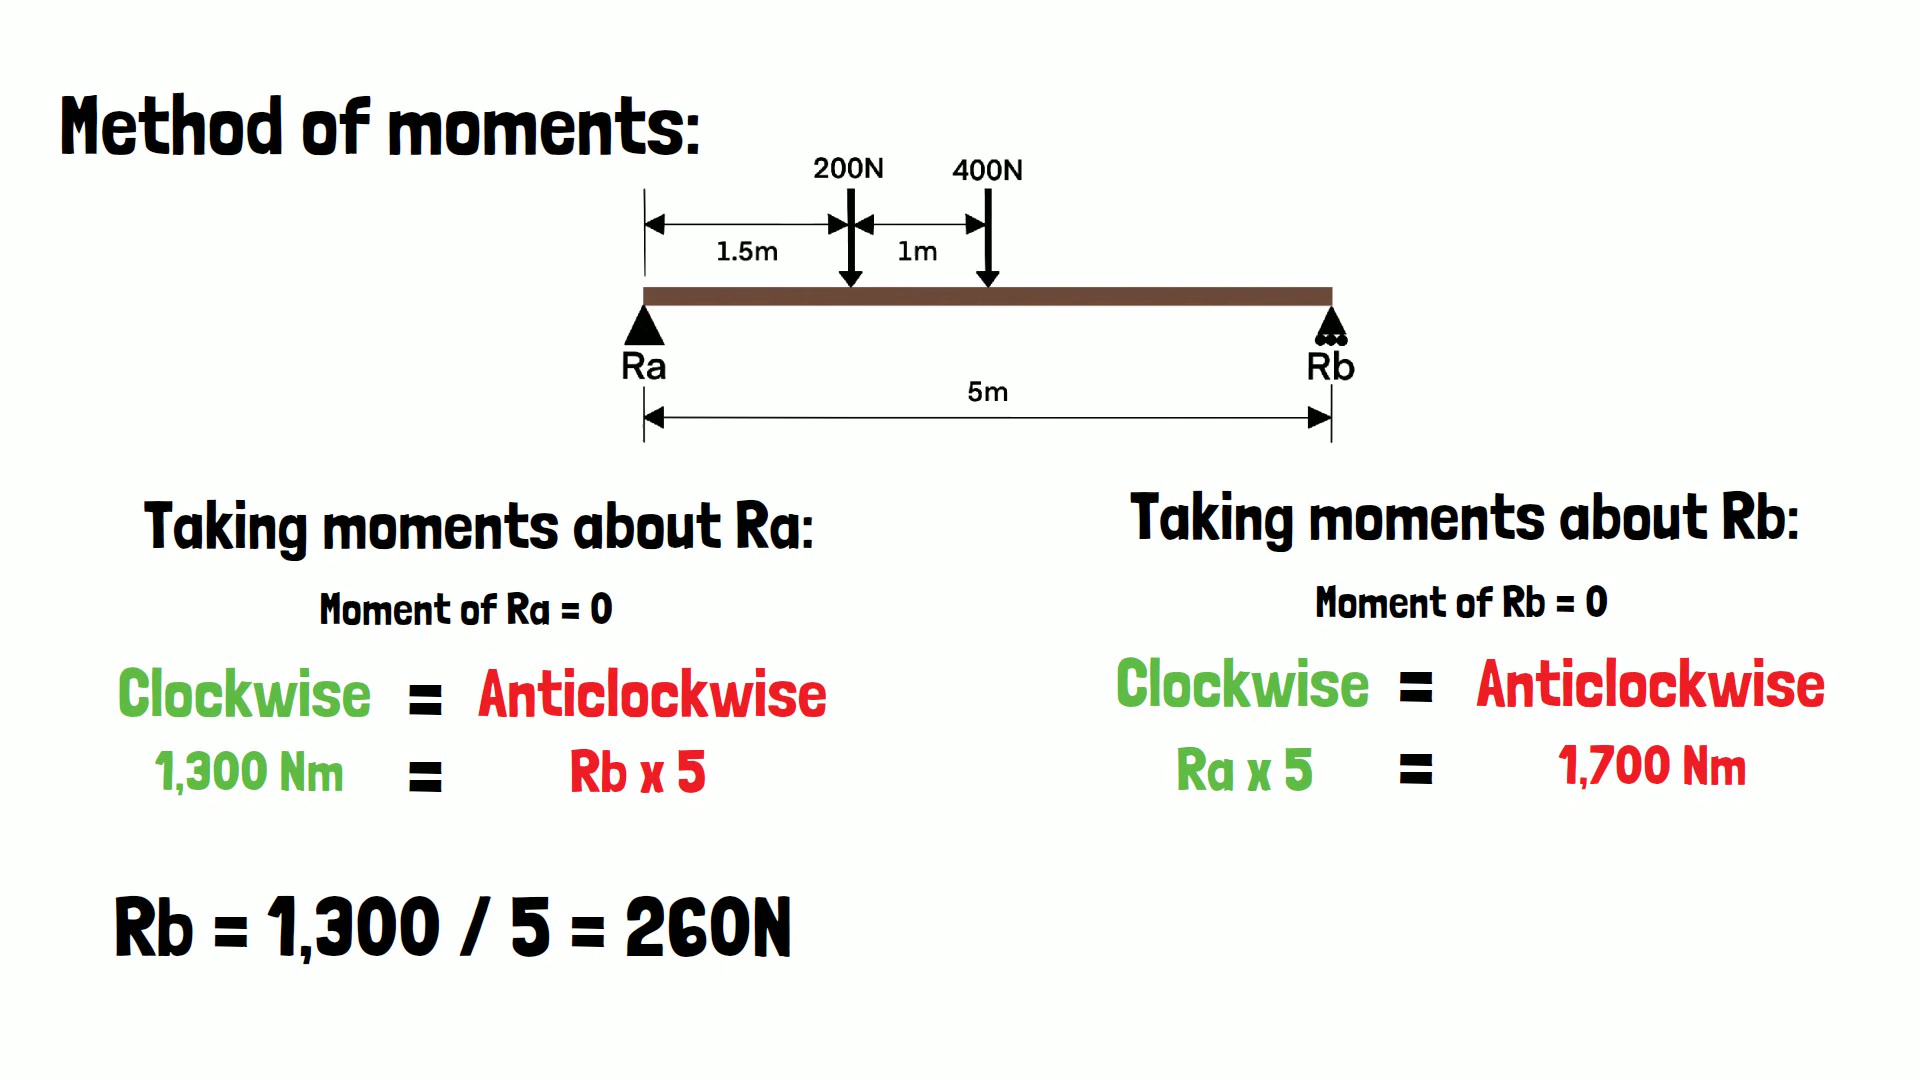 Method of moments:
200N 400N
1.5m 1m
Ra Rb
5m
Taking moments about Ra:
Moment of Ra = 0
Clockwise = Anticlockwise
1,300 Nm = Rb x 5
Rb = 1,300 / 5 = 260N
Taking moments about Rb:
Moment of Rb = 0
Clockwise = Anticlockwise
Ra x 5 = 1,700 Nm